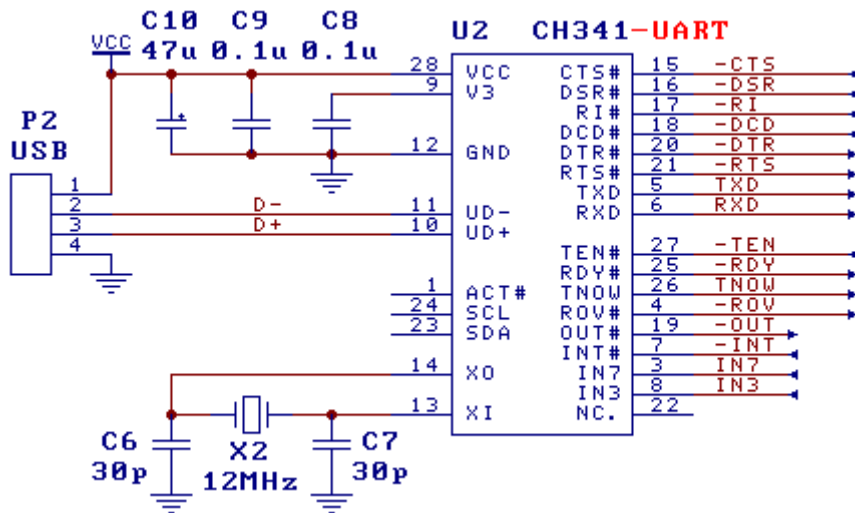 C10 C9 C8
VCC 47u 0.1u 0.1u
U2 CH341-UART
28 VCC CTS# 15 -CTS
9 V3 DSR# 16 -DSR
RI# 17 -RI
DCD# 18 -DCD
12 GND DTR# 20 -DTR
RTS# 21 -RTS
TXD 5 TXD
RXD 6 RXD
P2
USB
1
2 D- 11 UD-
3 D+ 10 UD+
4
TEN# 27 -TEN
RDY# 25 -RDY
1 ACT# TNOW 26 TNOW
24 SCL ROV# 4 -ROV
23 SDA OUT# 19 -OUT
INT# 7 -INT
14 XO IN7 3 IN7
IN3 8 IN3
13 XI NC. 22
C6 X2 C7
30p 12MHz 30p